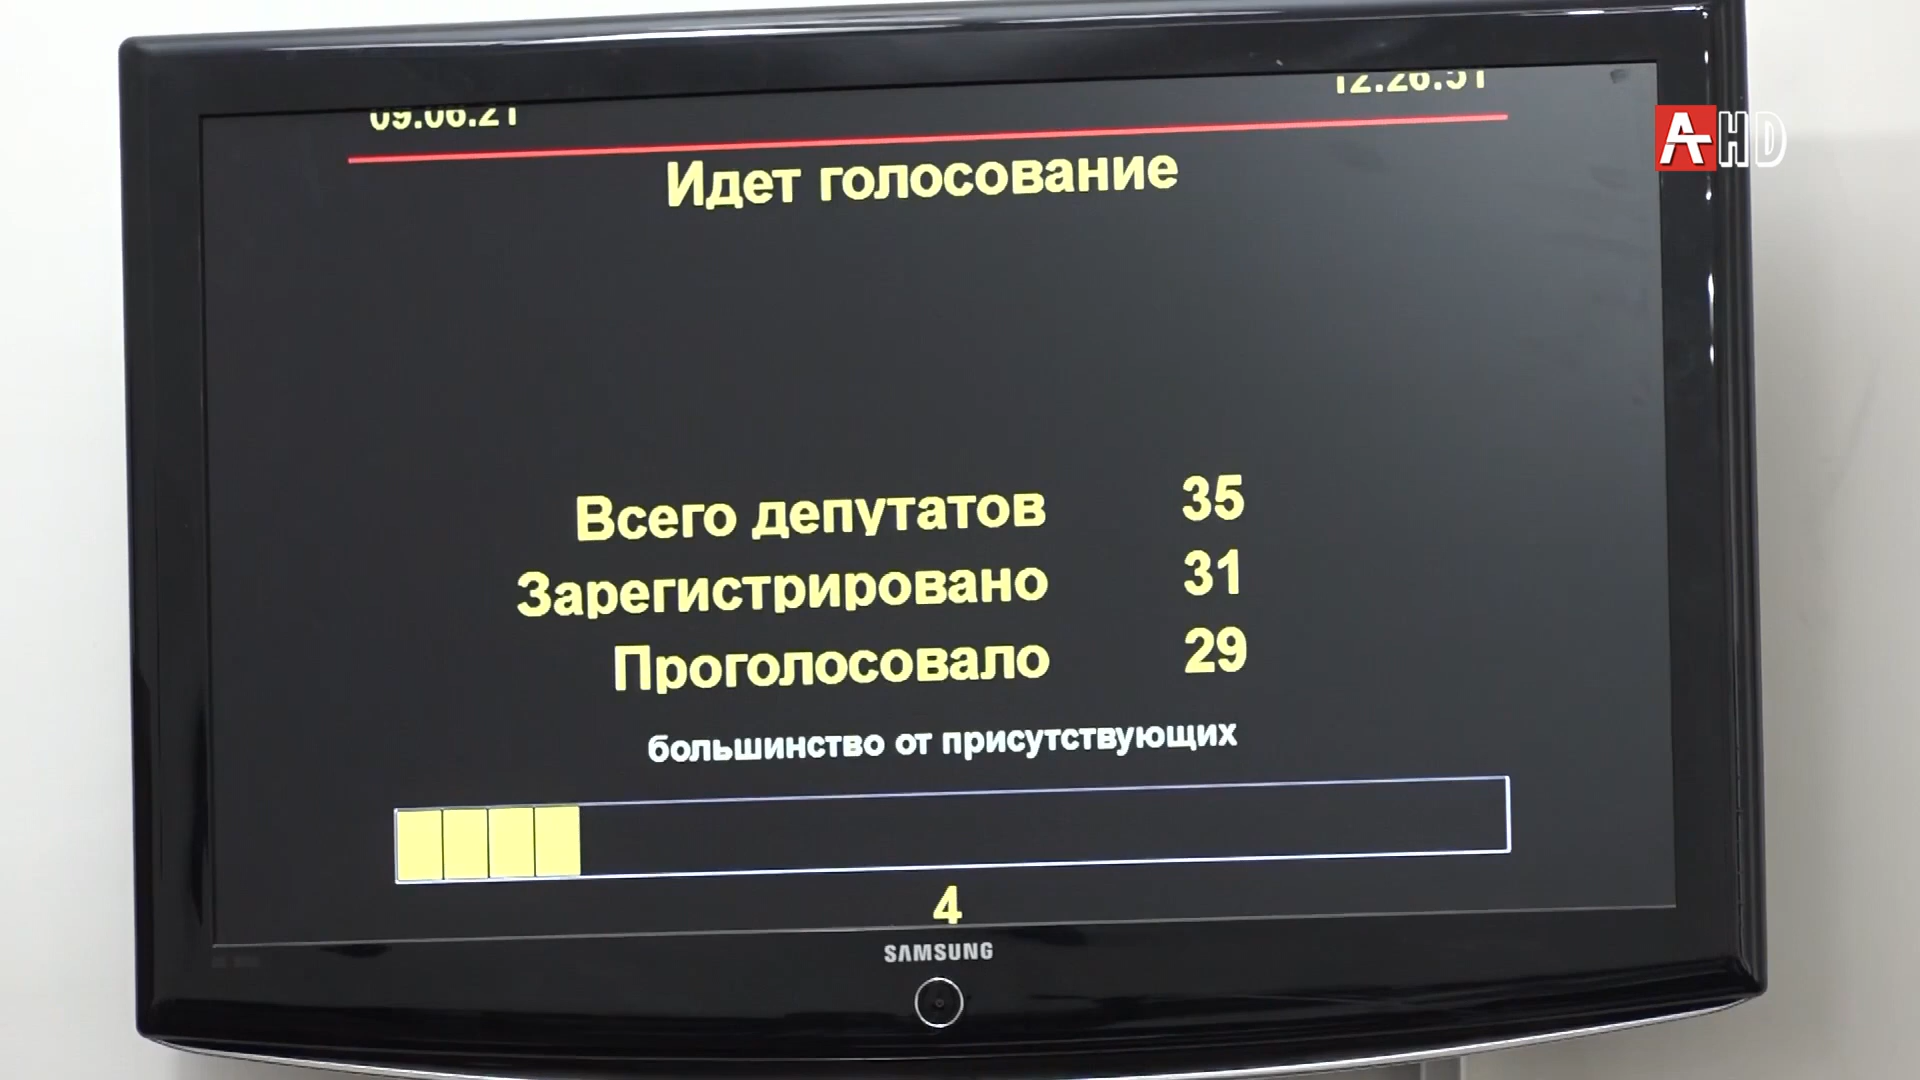 09.06.21 12.26.51
Идет голосование
Всего депутатов 35
Зарегистрировано 31
Проголосовало 29
большинство от присутствующих
4
SAMSUNG
A HD